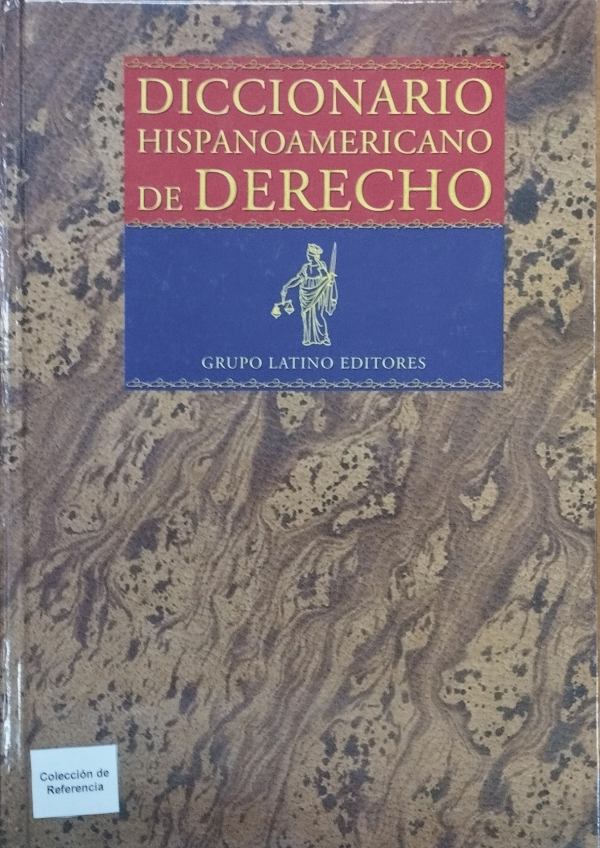 DICCIONARIO
HISPANOAMERICANO
DE DERECHO
GRUPO LATINO EDITORES
Colección de
Referencia